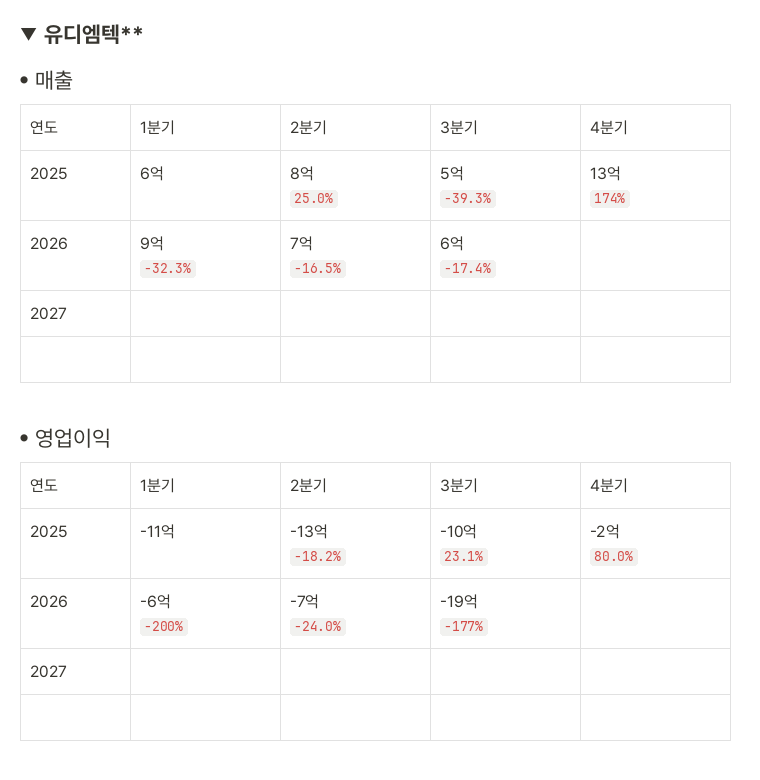 ▼ 유디엠텍**
• 매출
연도 1분기 2분기 3분기 4분기
2025 6억 8억 5억 13억
25.0% -39.3% 174%
2026 9억 7억 6억
-32.3% -16.5% -17.4%
2027
• 영업이익
연도 1분기 2분기 3분기 4분기
2025 -11억 -13억 -10억 -2억
-18.2% 23.1% 80.0%
2026 -6억 -7억 -19억
-200% -24.0% -177%
2027